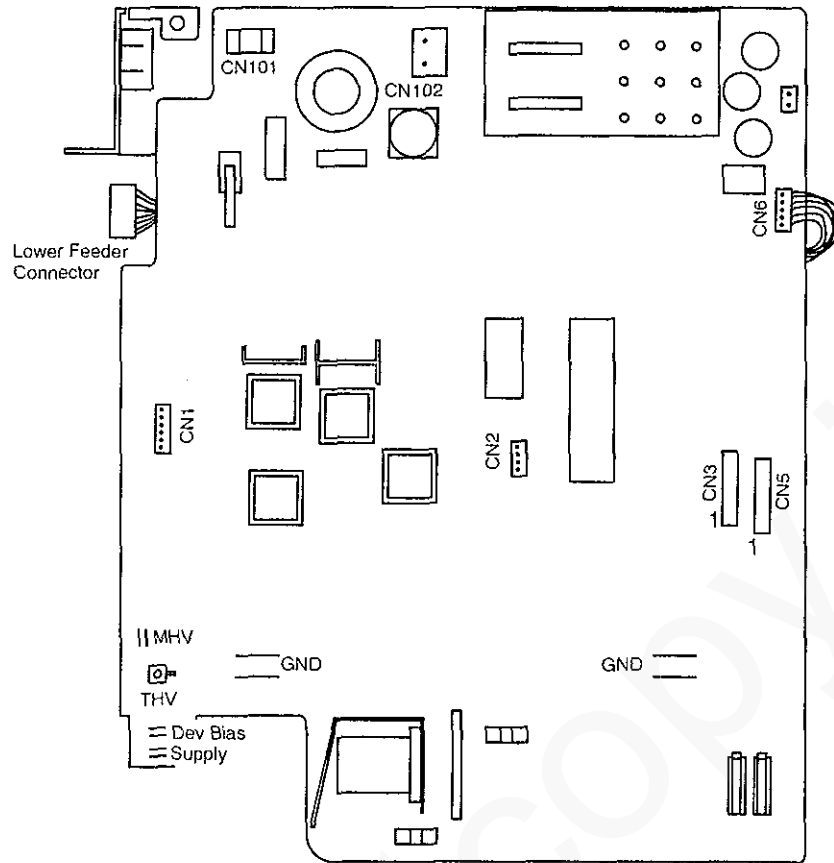 CN101
CN102
CN6
Lower Feeder
Connector
CN1
CN2
CN3
CN5
1
1
MHV
GND
GND
THV
Dev Bias
Supply
copy